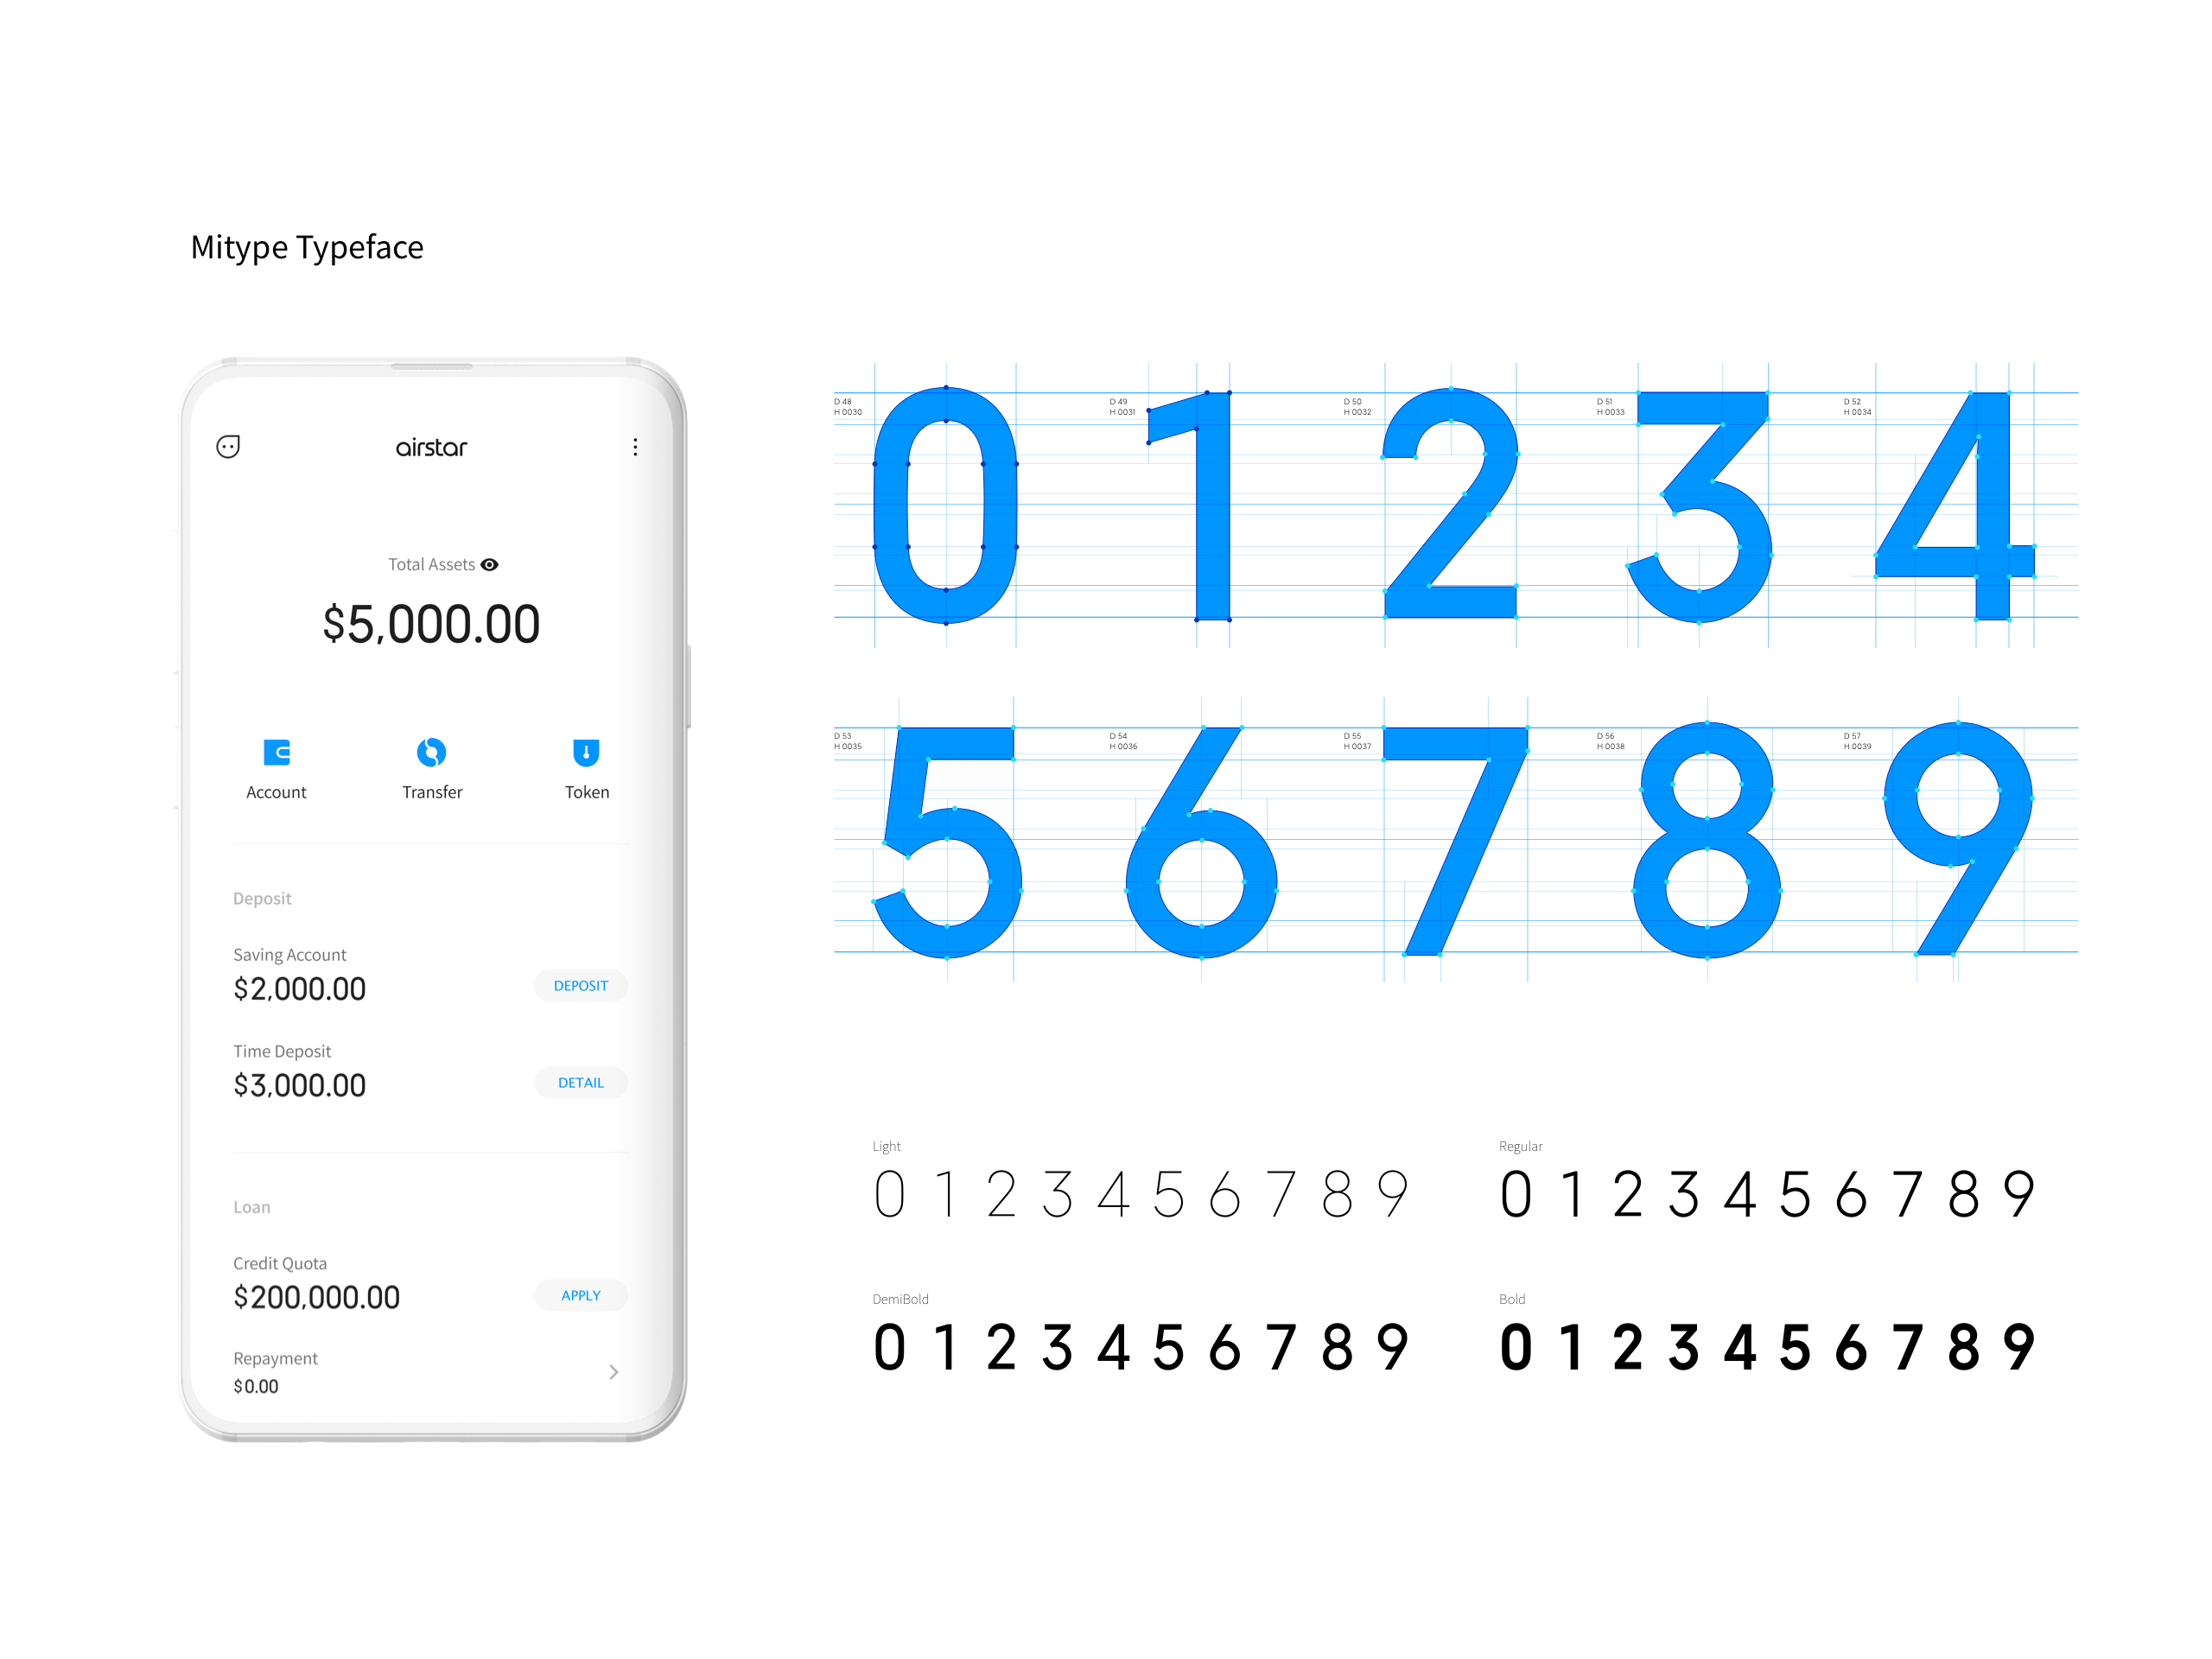 Mitype Typeface
airstar
Total Assets
$5,000.00
Account
Transfer
Token
Deposit
Saving Account
$2,000.00
DEPOSIT
Time Deposit
$3,000.00
DETAIL
Loan
Credit Quota
$200,000.00
APPLY
Repayment
$0.00
D 48
H 0030
0
D 49
H 0031
1
D 50
H 0032
2
D 51
H 0033
3
D 52
H 0034
4
D 53
H 0035
5
D 54
H 0036
6
D 55
H 0037
7
D 56
H 0038
8
D 57
H 0039
9
Light
0 1 2 3 4 5 6 7 8 9
Regular
0 1 2 3 4 5 6 7 8 9
DemiBold
0 1 2 3 4 5 6 7 8 9
Bold
0 1 2 3 4 5 6 7 8 9